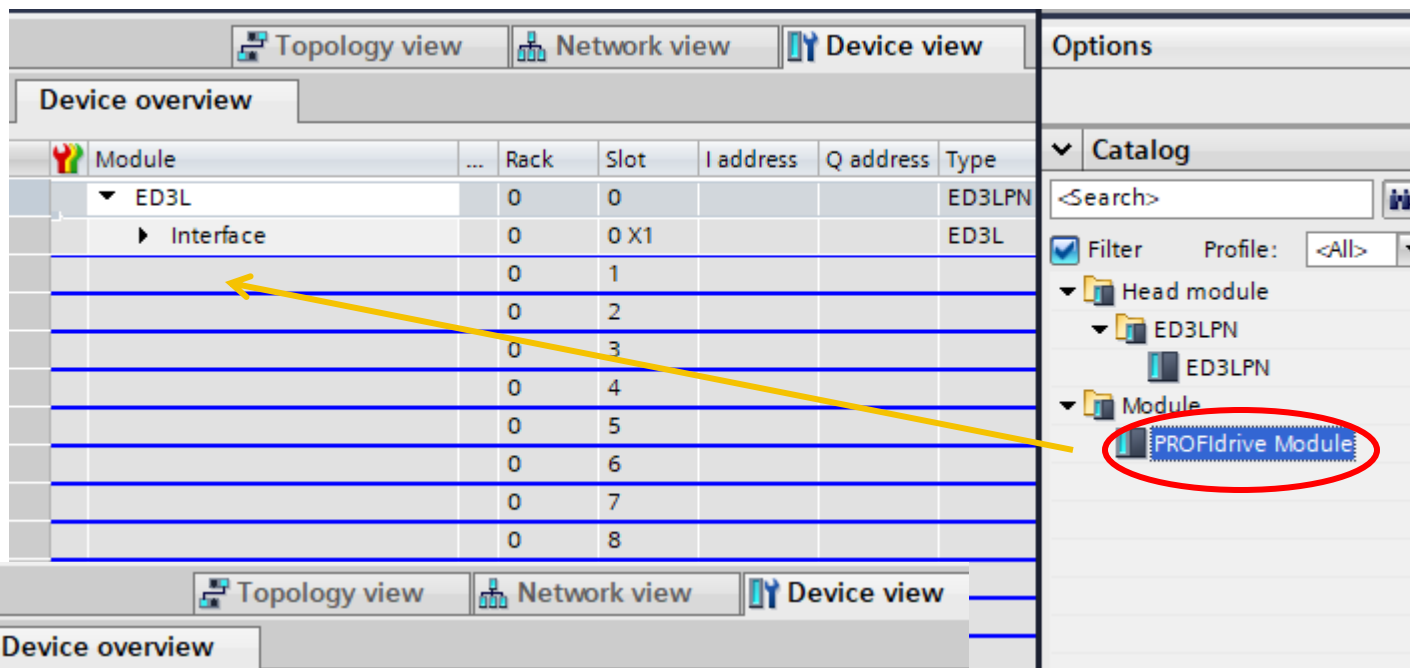 Topology view Network view Device view Options
Device overview
Module ... Rack Slot I address Q address Type Catalog
ED3L 0 0 ED3LPN <Search>
Interface 0 0 X1 ED3L Filter Profile: <All>
0 1 Head module
0 2 ED3LPN
0 3 ED3LPN
0 4 Module
0 5 PROFIdrive Module
0 6
0 7
0 8
Topology view Network view Device view
Device overview